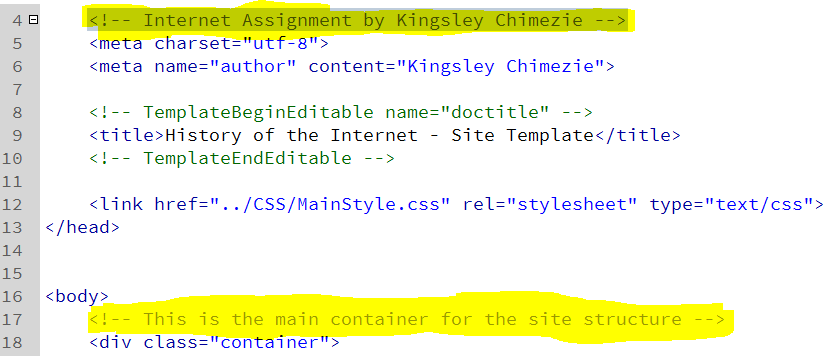 4 <!-- Internet Assignment by Kingsley Chimezie -->
5 <meta charset="utf-8">
6 <meta name="author" content="Kingsley Chimezie">
7
8 <!-- TemplateBeginEditable name="doctitle" -->
9 <title>History of the Internet - Site Template</title>
10 <!-- TemplateEndEditable -->
11
12 <link href="../CSS/MainStyle.css" rel="stylesheet" type="text/css">
13 </head>
14
15
16 <body>
17 <!-- This is the main container for the site structure -->
18 <div class="container">